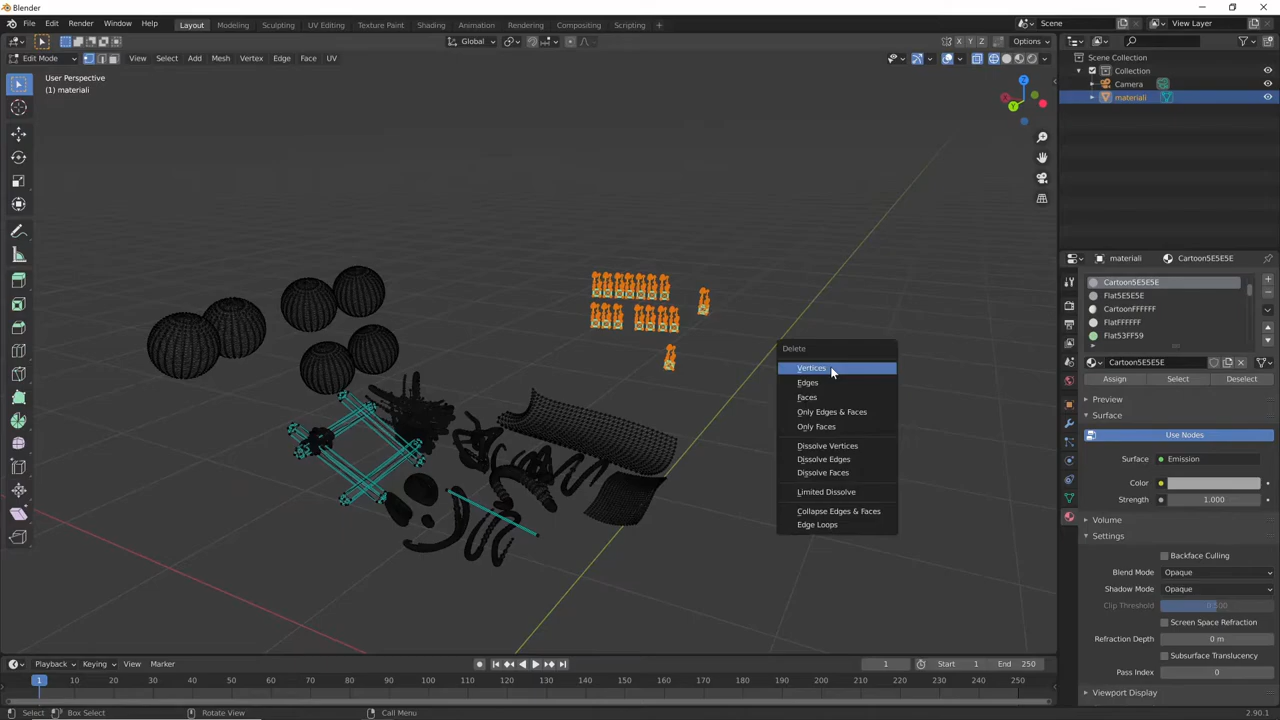 Blender
File Edit Render Window Help Layout Modeling Sculpting UV Editing Texture Paint Shading Animation Rendering Compositing Scripting + Scene View Layer
Global X Y Z Options
Edit Mode View Select Add Mesh Vertex Edge Face UV
User Perspective
(1) materiali
Scene Collection
Collection
Camera
materiali
Z
Y
materiali Cartoon5E5E5E
Cartoon5E5E5E
Flat5E5E5E
CartoonFFFFFF
FlatFFFFFF
Flat53FF59
Cartoon5E5E5E
Assign Select Deselect
Preview
Surface
Use Nodes
Surface Emission
Color
Strength 1.000
Volume
Settings
Backface Culling
Blend Mode Opaque
Shadow Mode Opaque
Clip Threshold 0.500
Screen Space Refraction
Refraction Depth 0 m
Subsurface Translucency
Pass Index 0
Viewport Display
Delete
Vertices
Edges
Faces
Only Edges & Faces
Only Faces
Dissolve Vertices
Dissolve Edges
Dissolve Faces
Limited Dissolve
Collapse Edges & Faces
Edge Loops
Playback Keying View Marker 1 Start 1 End 250
1 10 20 30 40 50 60 70 80 90 100 110 120 130 140 150 160 170 180 190 200 210 220 230 240 250
Select Box Select Rotate View Call Menu 2.90.1